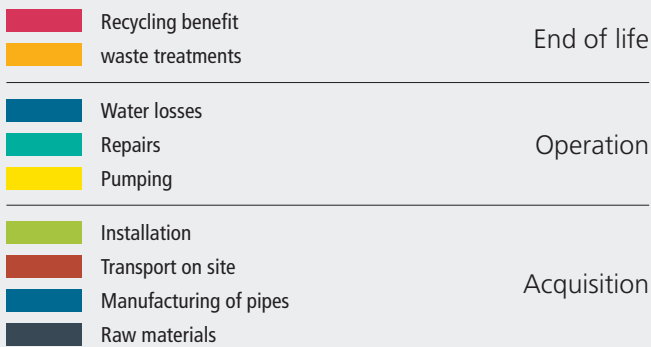 Recycling benefit
waste treatments
End of life
Water losses
Repairs
Pumping
Operation
Installation
Transport on site
Manufacturing of pipes
Raw materials
Acquisition